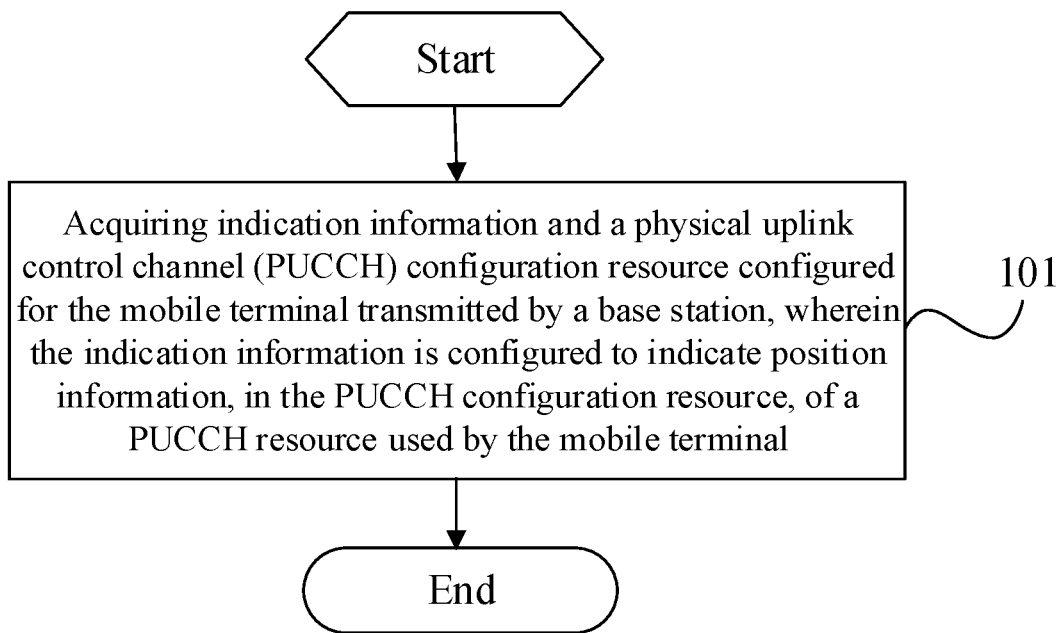 Start
Acquiring indication information and a physical uplink
control channel (PUCCH) configuration resource configured
for the mobile terminal transmitted by a base station, wherein
the indication information is configured to indicate position
information, in the PUCCH configuration resource, of a
PUCCH resource used by the mobile terminal
101
End